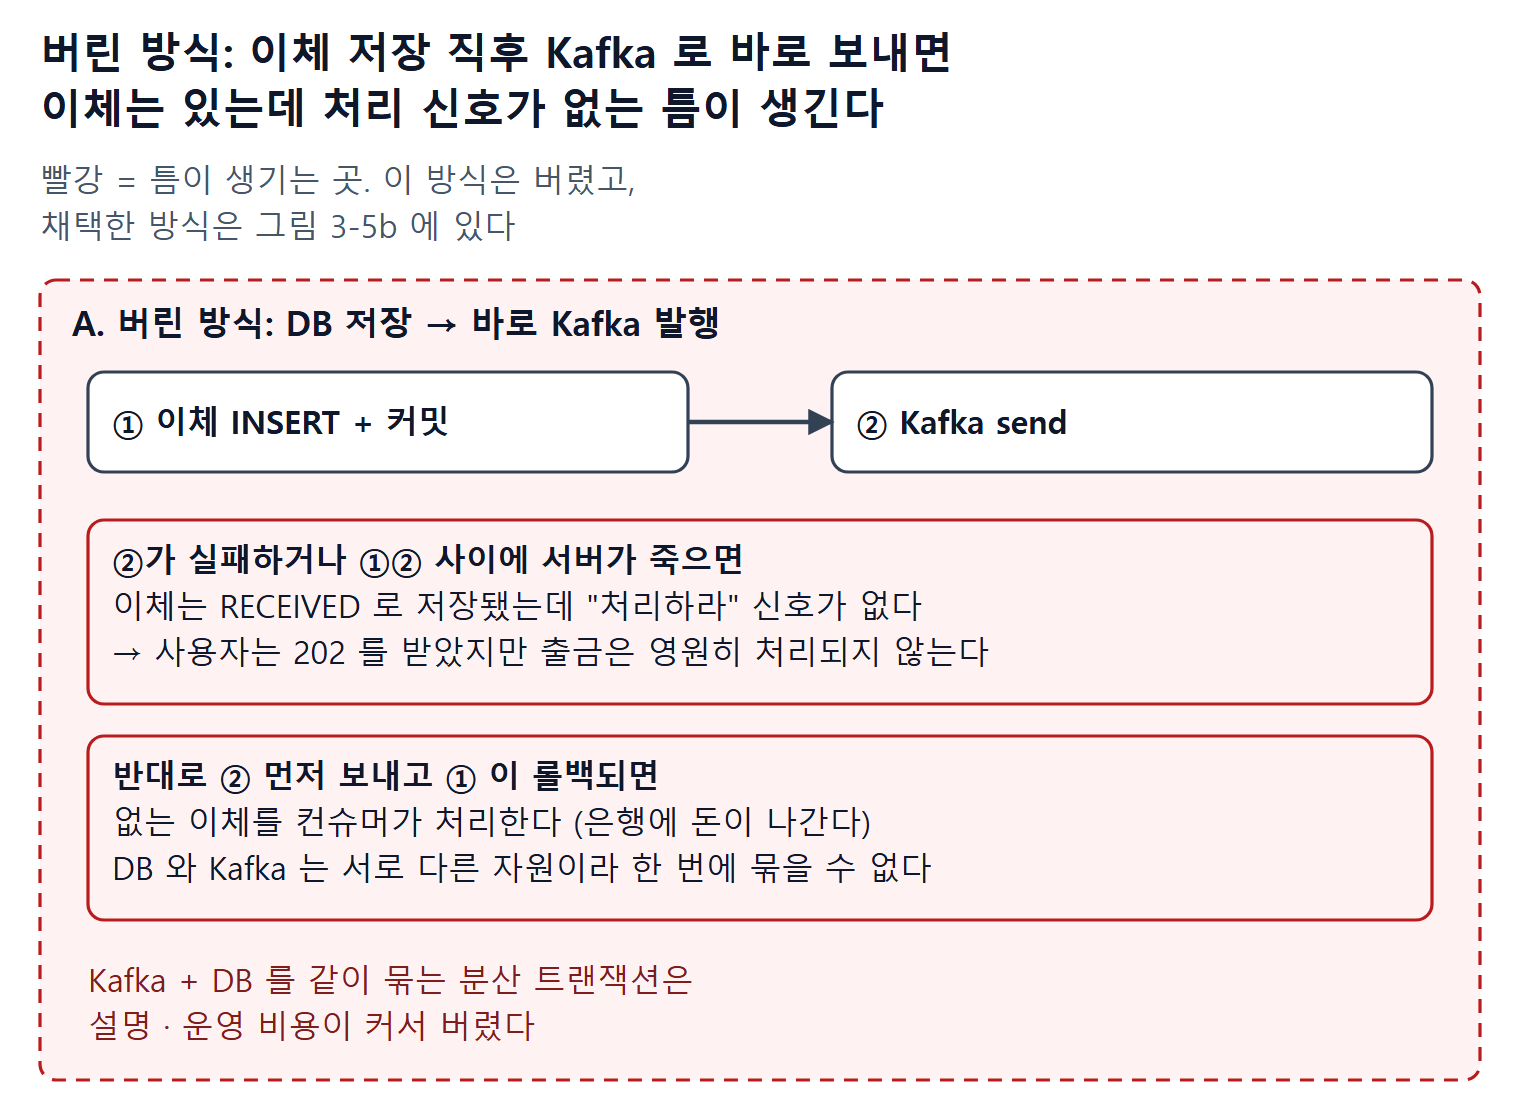 버린 방식: 이체 저장 직후 Kafka 로 바로 보내면
이체는 있는데 처리 신호가 없는 틈이 생긴다
빨강 = 틈이 생기는 곳. 이 방식은 버렸고,
채택한 방식은 그림 3-5b 에 있다
A. 버린 방식: DB 저장 → 바로 Kafka 발행
① 이체 INSERT + 커밋
② Kafka send
②가 실패하거나 ①② 사이에 서버가 죽으면
이체는 RECEIVED 로 저장됐는데 "처리하라" 신호가 없다
→ 사용자는 202 를 받았지만 출금은 영원히 처리되지 않는다
반대로 ② 먼저 보내고 ① 이 롤백되면
없는 이체를 컨슈머가 처리한다 (은행에 돈이 나간다)
DB 와 Kafka 는 서로 다른 자원이라 한 번에 묶을 수 없다
Kafka + DB 를 같이 묶는 분산 트랜잭션은
설명 · 운영 비용이 커서 버렸다